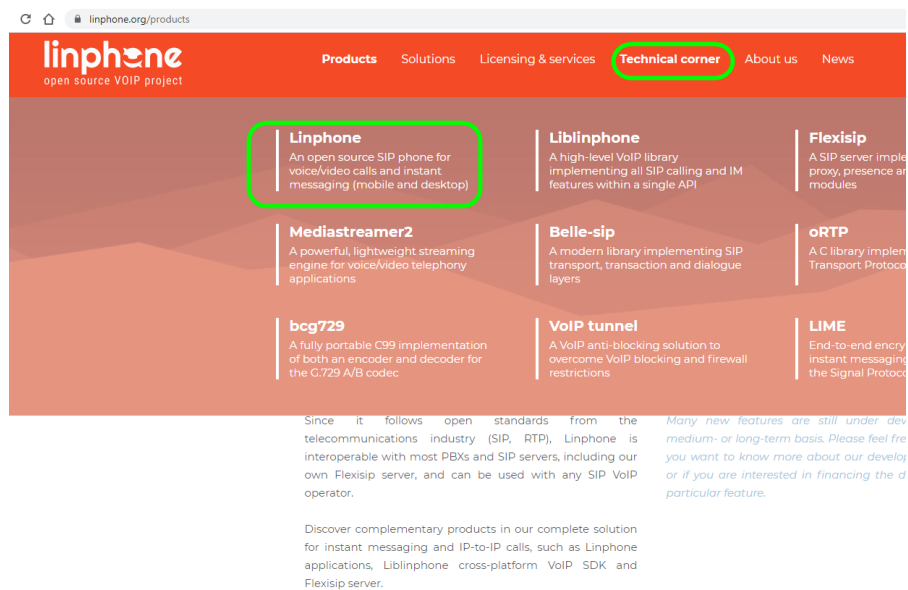 linphone.org/products
linphone
open source VOIP project
Products Solutions Licensing & services Technical corner About us News
Linphone
An open source SIP phone for
voice/video calls and instant
messaging (mobile and desktop)
Liblinphone
A high-level VoIP library
implementing all SIP calling and IM
features within a single API
Flexisip
A SIP server imple
proxy, presence an
modules
Mediastreamer2
A powerful, lightweight streaming
engine for voice/video telephony
applications
Belle-sip
A modern library implementing SIP
transport, transaction and dialogue
layers
oRTP
A C library implem
Transport Protoco
bcg729
A fully portable C99 implementation
of both an encoder and decoder for
the G.729 A/B codec
VoIP tunnel
A VoIP anti-blocking solution to
overcome VoIP blocking and firewall
restrictions
LIME
End-to-end encry
instant messaging
the Signal Protoco
Since it follows open standards from the
telecommunications industry (SIP, RTP), Linphone is
interoperable with most PBXs and SIP servers, including our
own Flexisip server, and can be used with any SIP VoIP
operator.
Discover complementary products in our complete solution
for instant messaging and IP-to-IP calls, such as Linphone
applications, Liblinphone cross-platform VoIP SDK and
Flexisip server.
Many new features are still under dev
medium- or long-term basis. Please feel fre
you want to know more about our develop
or if you are interested in financing the d
particular feature.